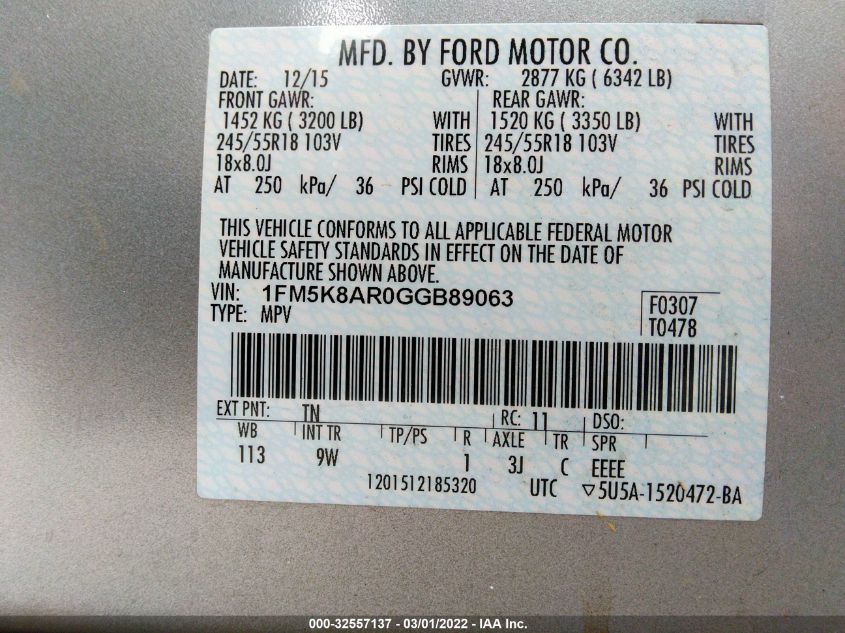 MFD. BY FORD MOTOR CO.
DATE: 12/15 GVWR: 2877 KG ( 6342 LB)
FRONT GAWR: REAR GAWR:
1452 KG ( 3200 LB) WITH 1520 KG ( 3350 LB) WITH
245/55R18 103V TIRES 245/55R18 103V TIRES
18x8.0J RIMS 18x8.0J RIMS
AT 250 kPa/ 36 PSI COLD AT 250 kPa/ 36 PSI COLD
THIS VEHICLE CONFORMS TO ALL APPLICABLE FEDERAL MOTOR
VEHICLE SAFETY STANDARDS IN EFFECT ON THE DATE OF
MANUFACTURE SHOWN ABOVE.
VIN: 1FM5K8AR0GGB89063
TYPE: MPV
F0307
T0478
EXT PNT: TN RC: 11 DSO:
WB INT TR TP/PS R AXLE TR SPR
113 9W 1 3J C EEEE
1201512185320 UTC ▽5U5A-1520472-BA
000-32557137 - 03/01/2022 - IAA Inc.